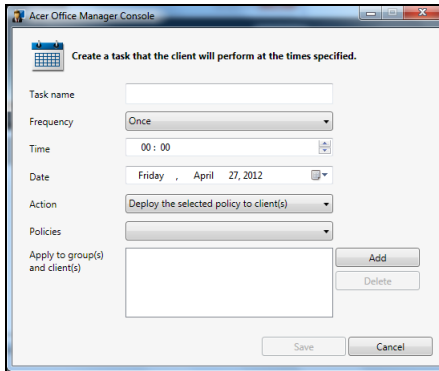 Acer Office Manager Console
Create a task that the client will perform at the times specified.
Task name
Frequency Once
Time 00 : 00
Date Friday , April 27, 2012
Action Deploy the selected policy to client(s)
Policies
Apply to group(s)
and client(s)
Add
Delete
Save Cancel